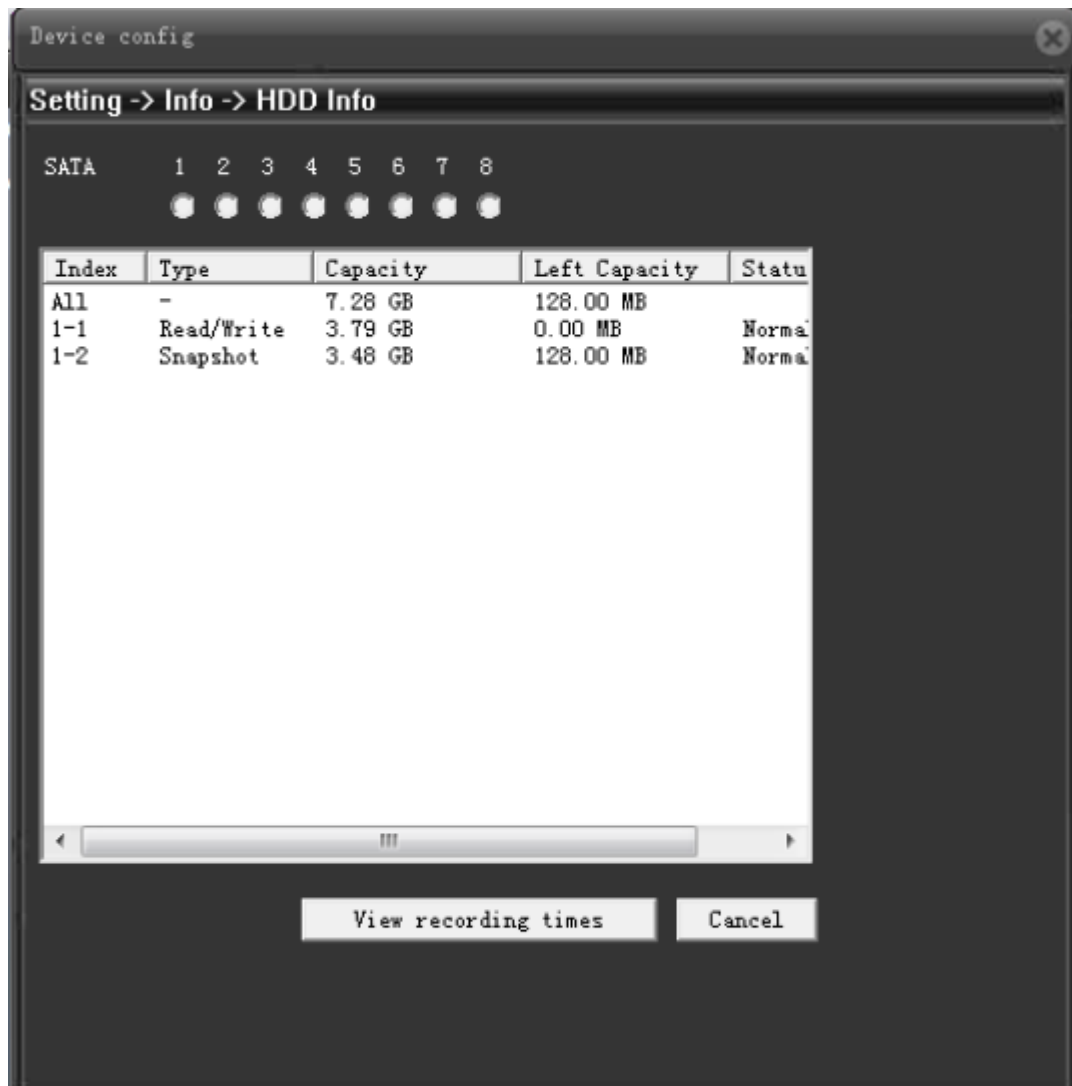 Device config
Setting -> Info -> HDD Info
SATA 1 2 3 4 5 6 7 8
Index Type Capacity Left Capacity Statu
All - 7.28 GB 128.00 MB
1-1 Read/Write 3.79 GB 0.00 MB Normal
1-2 Snapshot 3.48 GB 128.00 MB Normal
View recording times Cancel